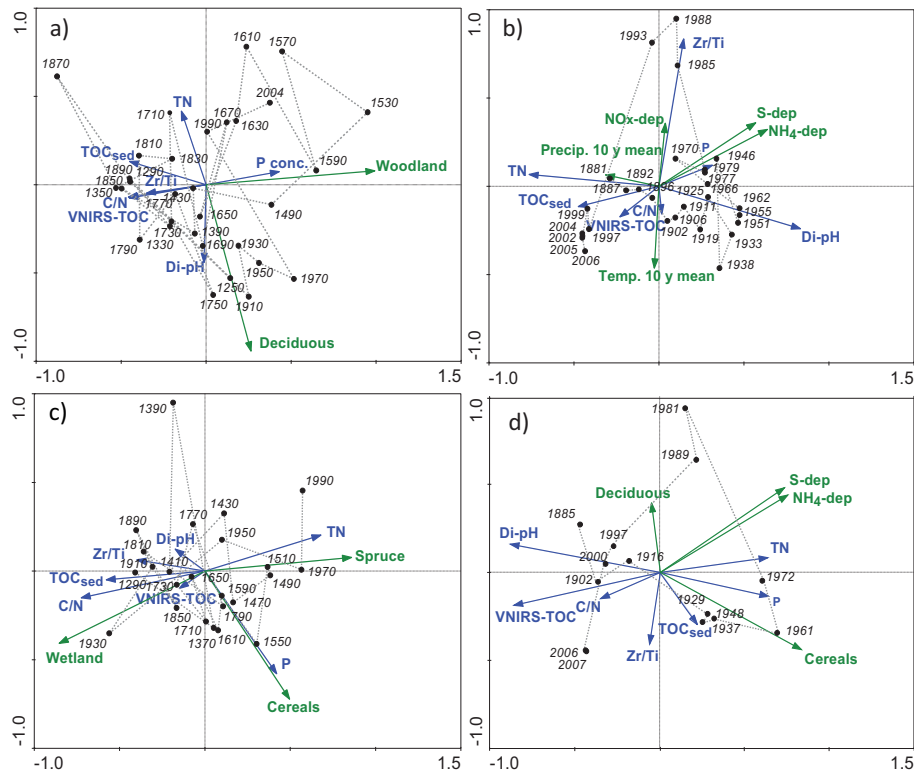 a)
1.0
-1.0
-1.0
1.5
1870
1610
1570
2004
1530
TN
1710
1990
1670
1630
1810
TOCsed
1830
P conc.
1590
Woodland
1890
1290
Zr/Ti
1850
1350
1430
C/N
1770
VNIRS-TOC
1650
1490
1730
1390
1790
1330
1690
1930
Di-pH
1950
1970
1250
1750
1910
Deciduous
b)
1.0
-1.0
-1.0
1.5
1988
1993
Zr/Ti
1985
NOx-dep
S-dep
NH4-dep
Precip. 10 y mean
1970
P
1946
TN
1881
1892
1979
1977
1887
1896
1925
1966
TOCsed
C/N
1911
1962
1999
VNIRS-TOC
1955
2004
1906
1951
2002
1997
1902
1919
Di-pH
2005
1933
2006
Temp. 10 y mean
1938
c)
1.0
-1.0
-1.0
1.5
1390
1990
1770
1430
1890
Di-pH
1950
TN
1810
Zr/Ti
1910
1410
1510
Spruce
TOCsed
1970
1290
1730
1650
1490
C/N
VNIRS-TOC
1590
1470
1850
1790
1930
1710
1610
1370
1550
Wetland
P
Cereals
d)
1.0
-1.0
-1.0
1.5
1981
1989
S-dep
Deciduous
NH4-dep
1885
Di-pH
1997
TN
2000
1916
1902
1972
VNIRS-TOC
C/N
P
1929
1948
TOCsed
1937
1961
2006
2007
Zr/Ti
Cereals